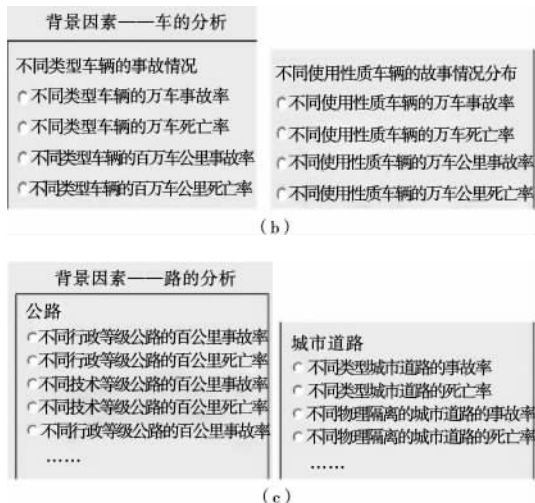 背景因素——车的分析
不同类型车辆的事故情况
不同类型车辆的万车事故率
不同类型车辆的万车死亡率
不同类型车辆的百万车公里事故率
不同类型车辆的百万车公里死亡率
不同使用性质车辆的故事情况分布
不同使用性质车辆的万车事故率
不同使用性质车辆的万车死亡率
不同使用性质车辆的万车公里事故率
不同使用性质车辆的万车公里死亡率
(b)
背景因素——路的分析
公路
不同行政等级公路的百公里事故率
不同行政等级公路的百公里死亡率
不同技术等级公路的百公里事故率
不同技术等级公路的百公里死亡率
不同行政等级公路的百公里事故率
……
城市道路
不同类型城市道路的事故率
不同类型城市道路的死亡率
不同物理隔离的城市道路的事故率
不同物理隔离的城市道路的死亡率
……
(c)